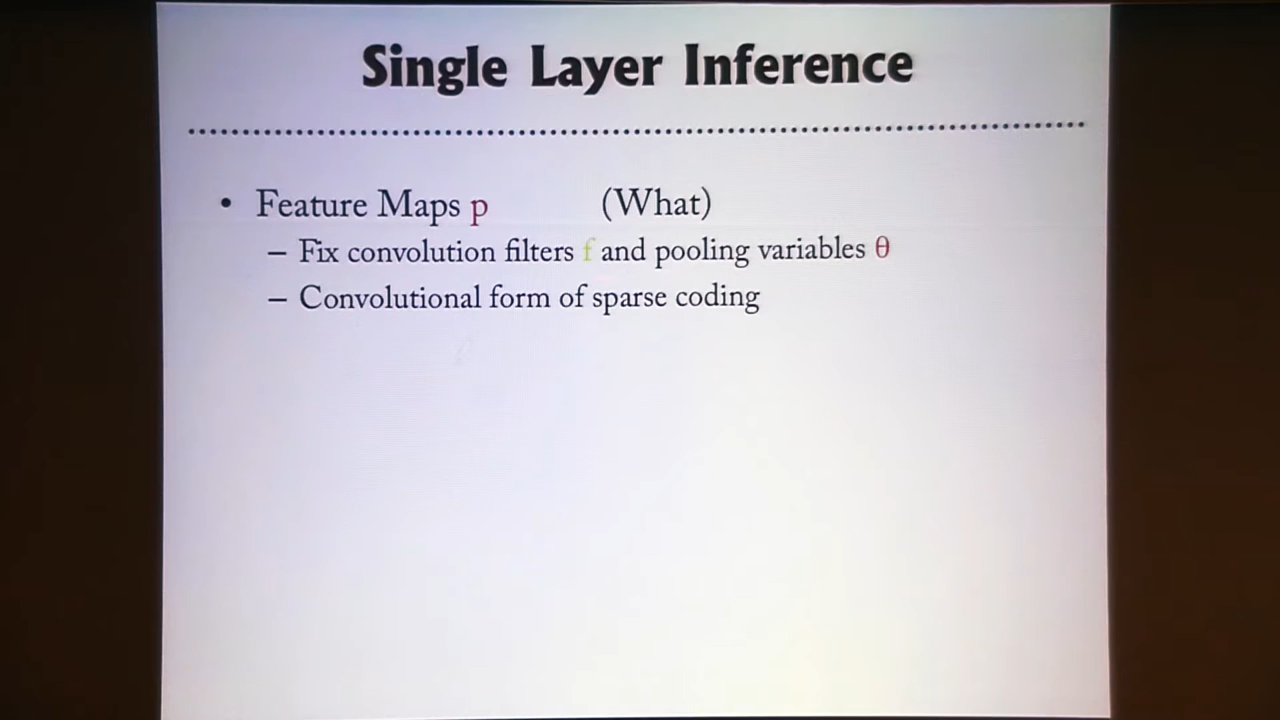 Single Layer Inference
• Feature Maps p (What)
– Fix convolution filters f and pooling variables θ
– Convolutional form of sparse coding